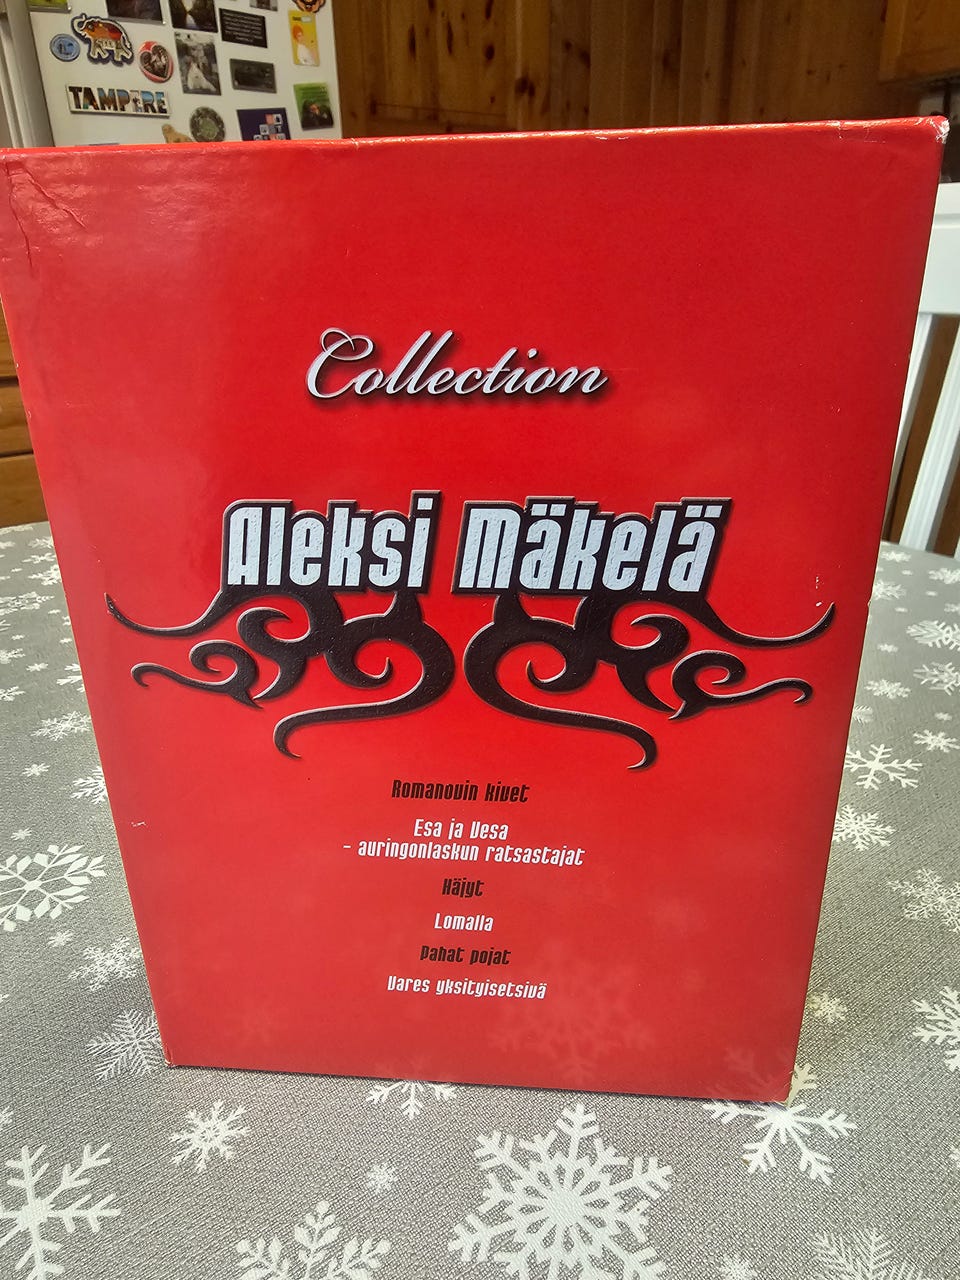 TAMPERE
Collection
Aleksi Mäkelä
Romanovin kivet
Esa ja Vesa
- auringonlaskun ratsastajat
Häjyt
Lomalla
Pahat pojat
Vares yksityisetsivä